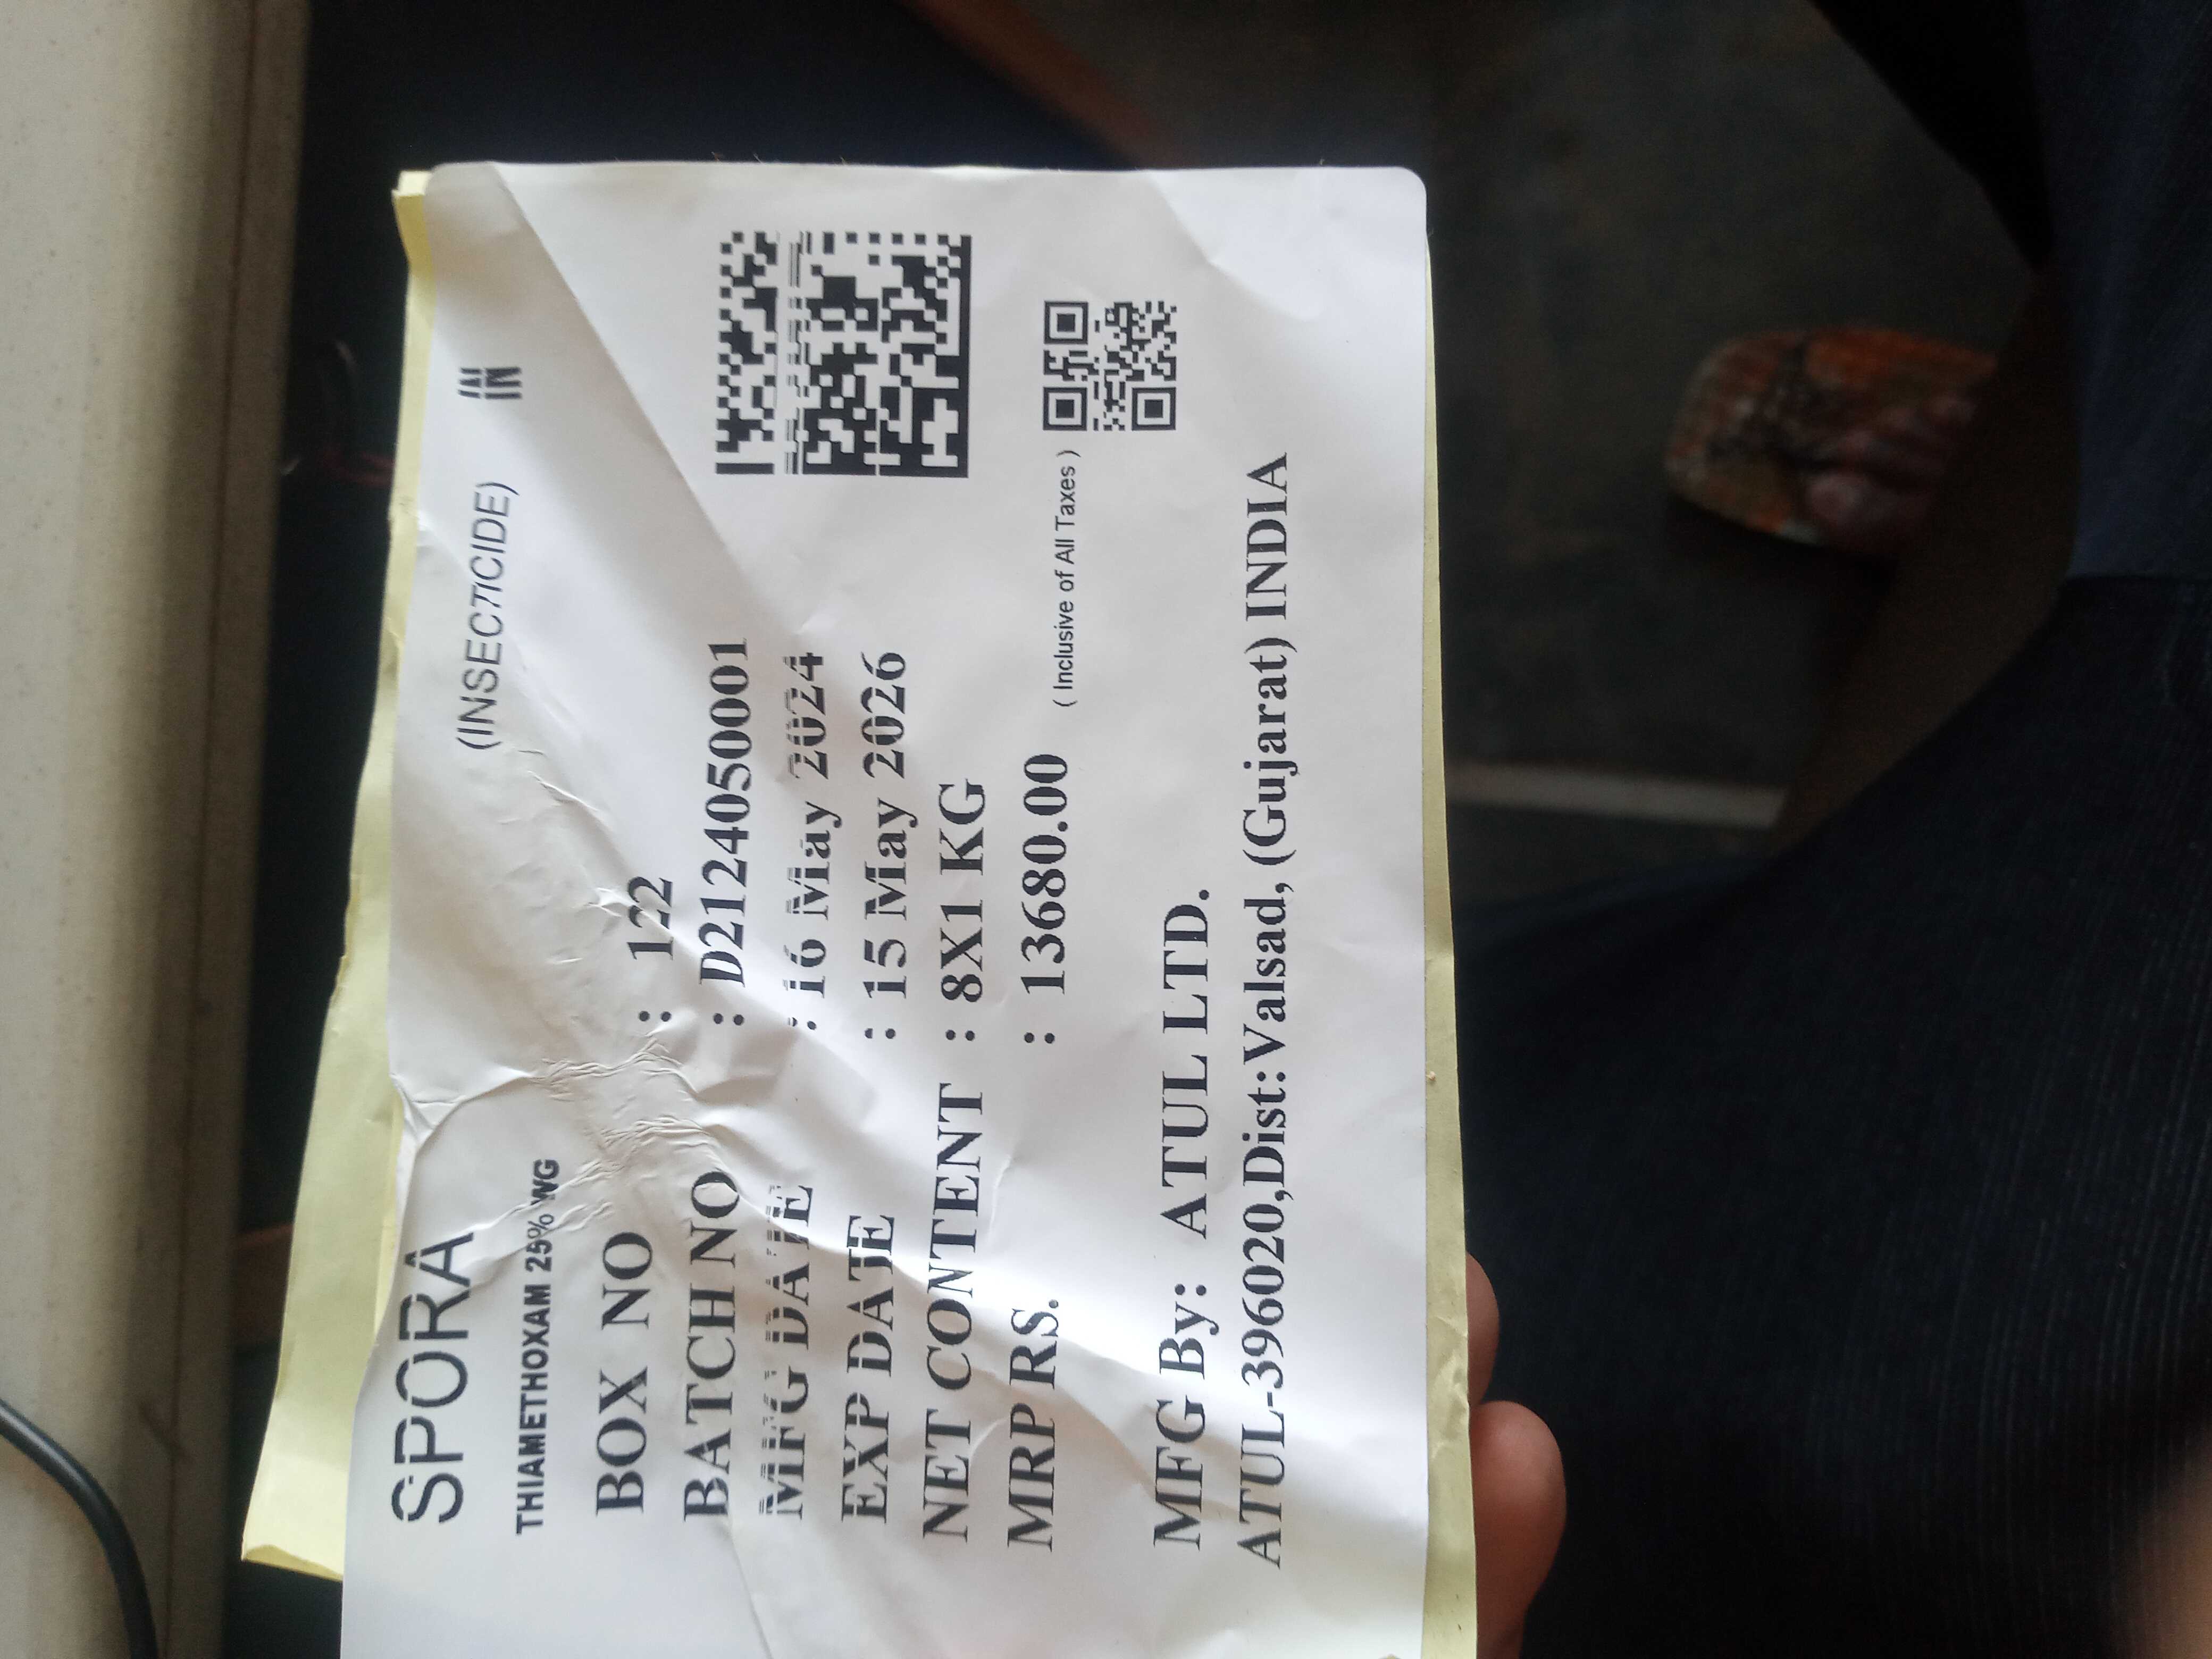 SPORA (INSECTICIDE) IN
THIAMETHOXAM 25% WG
BOX NO : 122
BATCH NO : D2124050001
MFG DATE : 16 May 2024
EXP DATE : 15 May 2026
NET CONTENT : 8X1 KG
MRP RS. : 13680.00 ( Inclusive of All Taxes )
MFG By: ATUL LTD.
ATUL-396020,Dist:Valsad, (Gujarat) INDIA